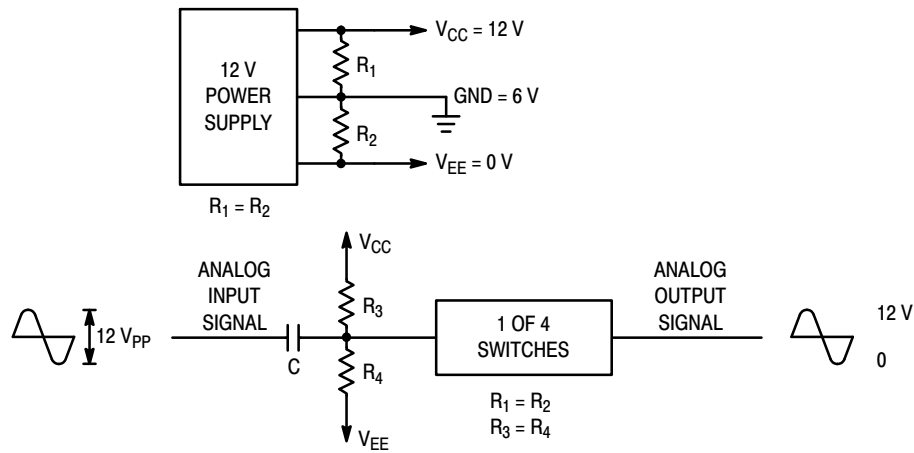 V_CC = 12 V
12 V
POWER
SUPPLY
R_1
GND = 6 V
R_2
V_EE = 0 V
R_1 = R_2
V_CC
ANALOG
INPUT
SIGNAL
ANALOG
OUTPUT
SIGNAL
R_3
12 V_PP
1 OF 4
SWITCHES
12 V
0
C
R_4
R_1 = R_2
R_3 = R_4
V_EE